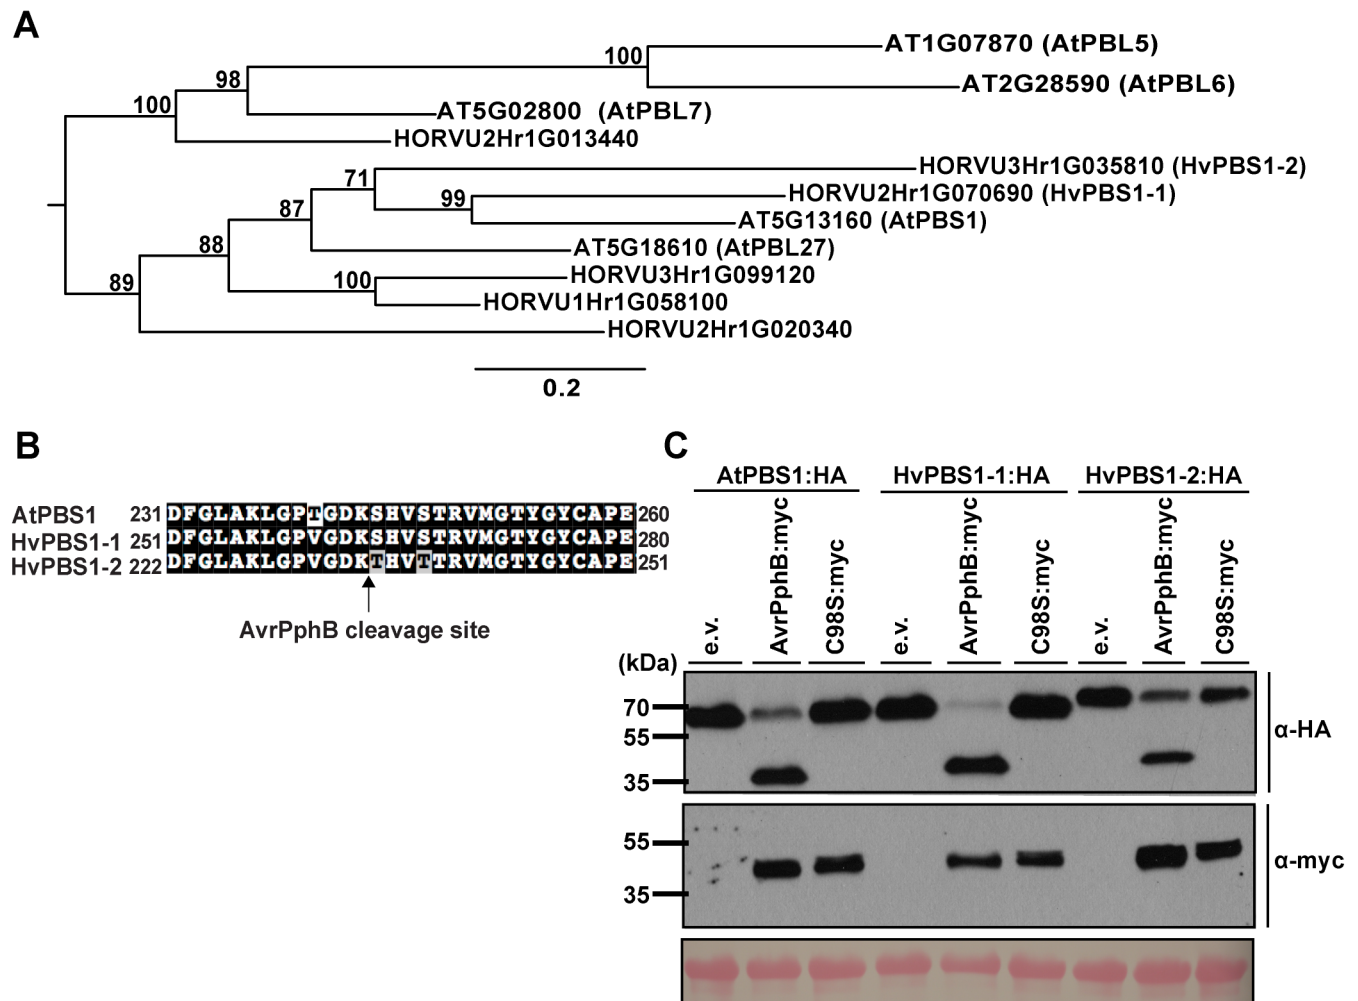 A
100
AT1G07870 (AtPBL5)
98
AT2G28590 (AtPBL6)
100
AT5G02800 (AtPBL7)
HORVU2Hr1G013440
71
HORVU3Hr1G035810 (HvPBS1-2)
99
HORVU2Hr1G070690 (HvPBS1-1)
87
AT5G13160 (AtPBS1)
88
AT5G18610 (AtPBL27)
89
100
HORVU3Hr1G099120
HORVU1Hr1G058100
HORVU2Hr1G020340
0.2
B
AtPBS1 231 DFGLAKLGPTGDKSHVSTRVMGTYGYCAPE 260
HvPBS1-1 251 DFGLAKLGPVGDKSHVSTRVMGTYGYCAPE 280
HvPBS1-2 222 DFGLAKLGPVGDKTHVTTRVMGTYGYCAPE 251
AvrPphB cleavage site
C
AtPBS1:HA HvPBS1-1:HA HvPBS1-2:HA
e.v. AvrPphB:myc C98S:myc e.v. AvrPphB:myc C98S:myc e.v. AvrPphB:myc C98S:myc
(kDa)
70
55
35
α-HA
55
35
α-myc